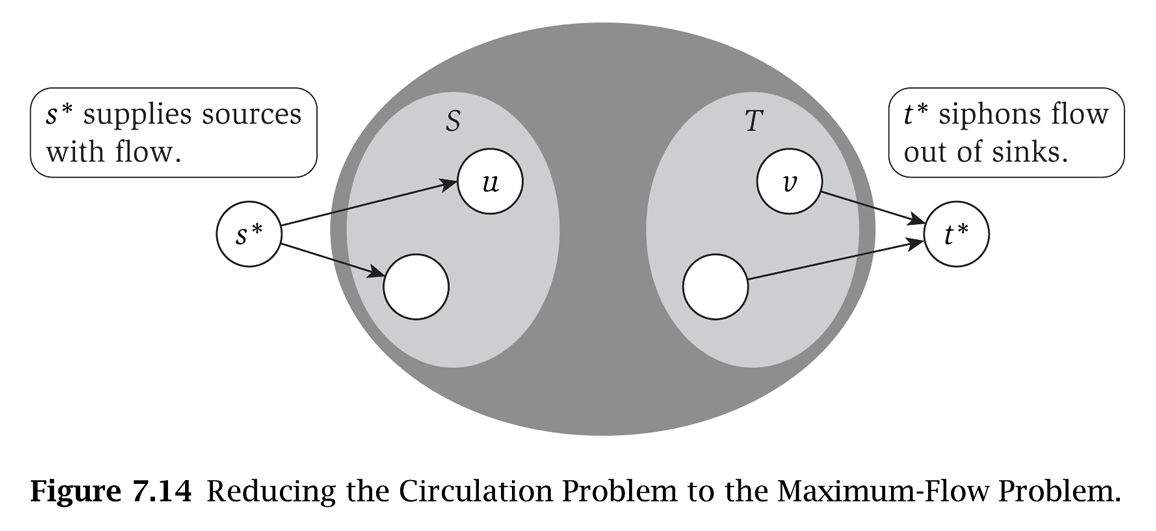 s* supplies sources
with flow.
S
T
t* siphons flow
out of sinks.
u
v
s*
t*
Figure 7.14 Reducing the Circulation Problem to the Maximum-Flow Problem.